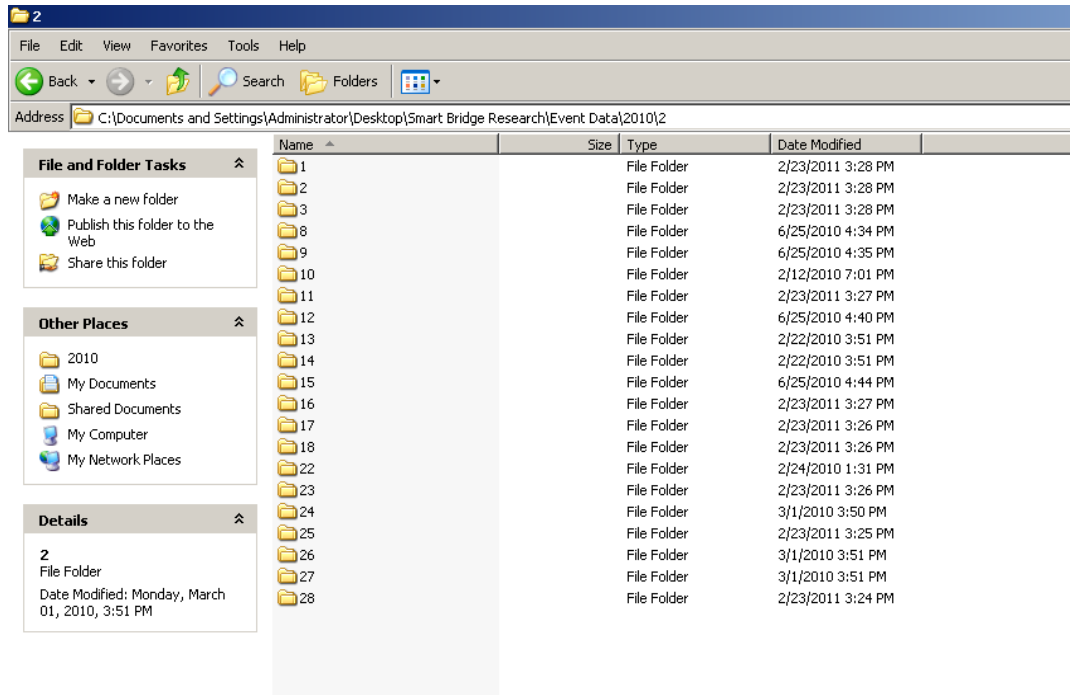 2
File Edit View Favorites Tools Help
Back Search Folders
Address C:\Documents and Settings\Administrator\Desktop\Smart Bridge Research\Event Data\2010\2
File and Folder Tasks
Make a new folder
Publish this folder to the
Web
Share this folder
Other Places
2010
My Documents
Shared Documents
My Computer
My Network Places
Details
2
File Folder
Date Modified: Monday, March
01, 2010, 3:51 PM
Name Size Type Date Modified
1 File Folder 2/23/2011 3:28 PM
2 File Folder 2/23/2011 3:28 PM
3 File Folder 2/23/2011 3:28 PM
8 File Folder 6/25/2010 4:34 PM
9 File Folder 6/25/2010 4:35 PM
10 File Folder 2/12/2010 7:01 PM
11 File Folder 2/23/2011 3:27 PM
12 File Folder 6/25/2010 4:40 PM
13 File Folder 2/22/2010 3:51 PM
14 File Folder 2/22/2010 3:51 PM
15 File Folder 6/25/2010 4:44 PM
16 File Folder 2/23/2011 3:27 PM
17 File Folder 2/23/2011 3:26 PM
18 File Folder 2/23/2011 3:26 PM
22 File Folder 2/24/2010 1:31 PM
23 File Folder 2/23/2011 3:26 PM
24 File Folder 3/1/2010 3:50 PM
25 File Folder 2/23/2011 3:25 PM
26 File Folder 3/1/2010 3:51 PM
27 File Folder 3/1/2010 3:51 PM
28 File Folder 2/23/2011 3:24 PM